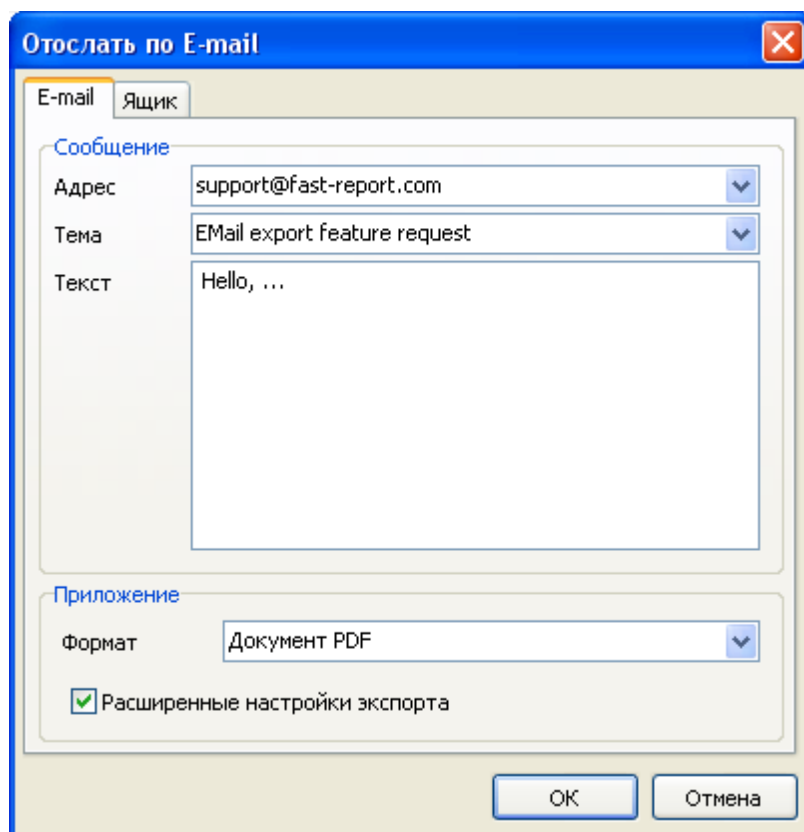 Отослать по E-mail
E-mail Ящик
Сообщение
Адрес support@fast-report.com
Тема EMail export feature request
Текст Hello, ...
Приложение
Формат Документ PDF
Расширенные настройки экспорта
ОК Отмена